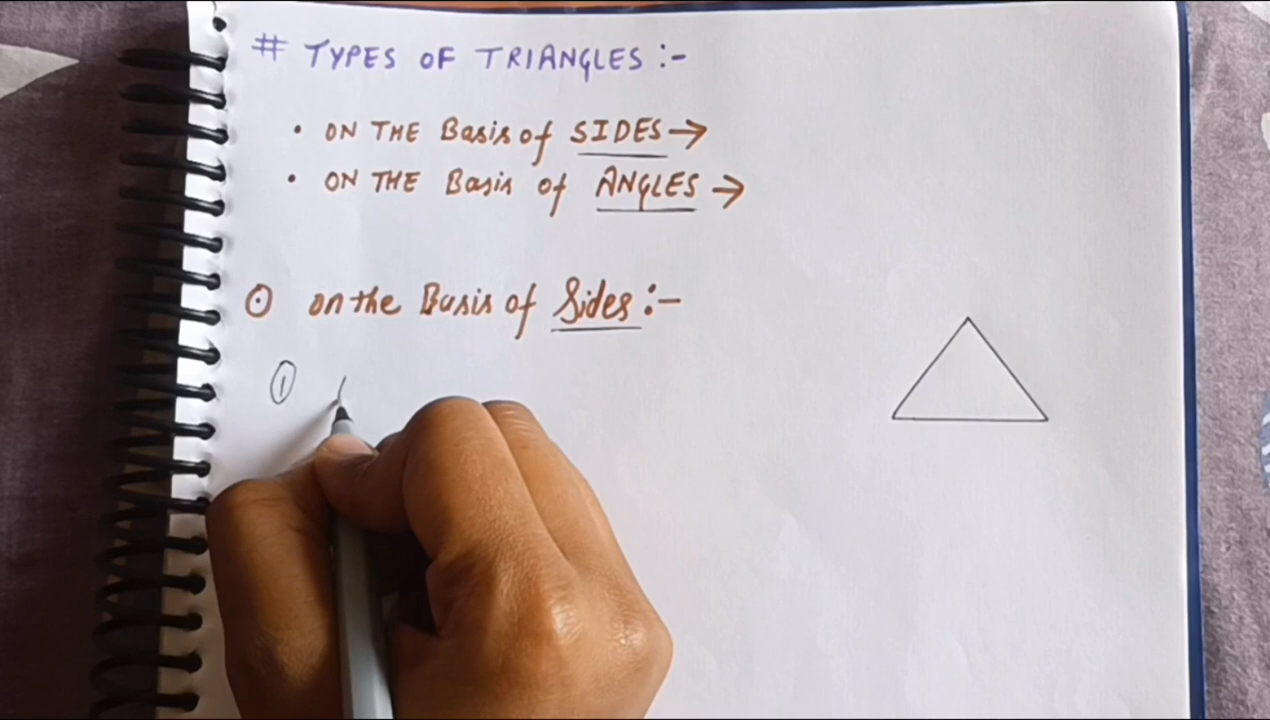 # TYPES OF TRIANGLES :-
• ON THE Basis of SIDES →
• ON THE Basis of ANGLES →
⊙ on the Basis of Sides :-
①